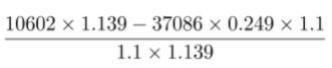 10602 × 1.139 − 37086 × 0.249 × 1.1
1.1 × 1.139